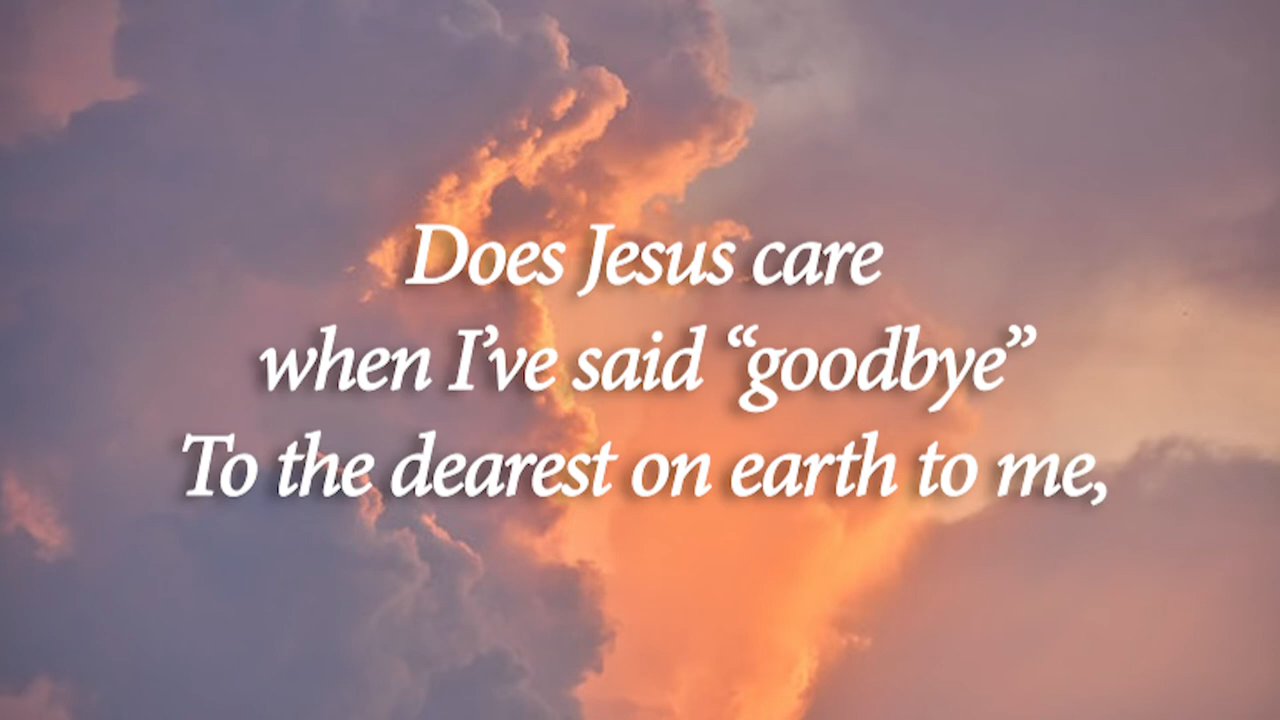 Does Jesus care
when I’ve said “goodbye”
To the dearest on earth to me,